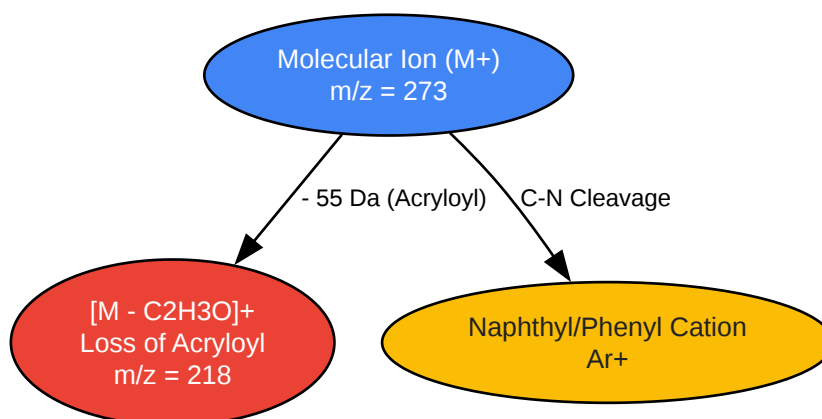 Molecular Ion (M+)
m/z = 273
- 55 Da (Acryloyl)
C-N Cleavage
[M - C2H3O]+
Loss of Acryloyl
m/z = 218
Naphthyl/Phenyl Cation
Ar+